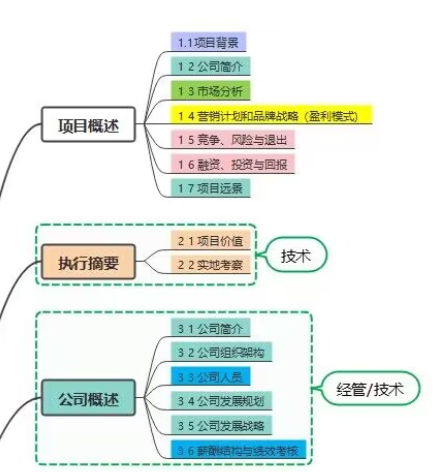 项目概述
1.1项目背景
1 2 公司简介
1 3 市场分析
1 4 营销计划和品牌战略（盈利模式）
1 5 竞争、风险与退出
1 6 融资、投资与回报
1 7 项目远景
执行摘要
2 1 项目价值
2 2 实地考察
技术
公司概述
3 1 公司简介
3 2 公司组织架构
3 3 公司人员
3 4 公司发展规划
3 5 公司发展战略
3 6 薪酬结构与绩效考核
经管/技术